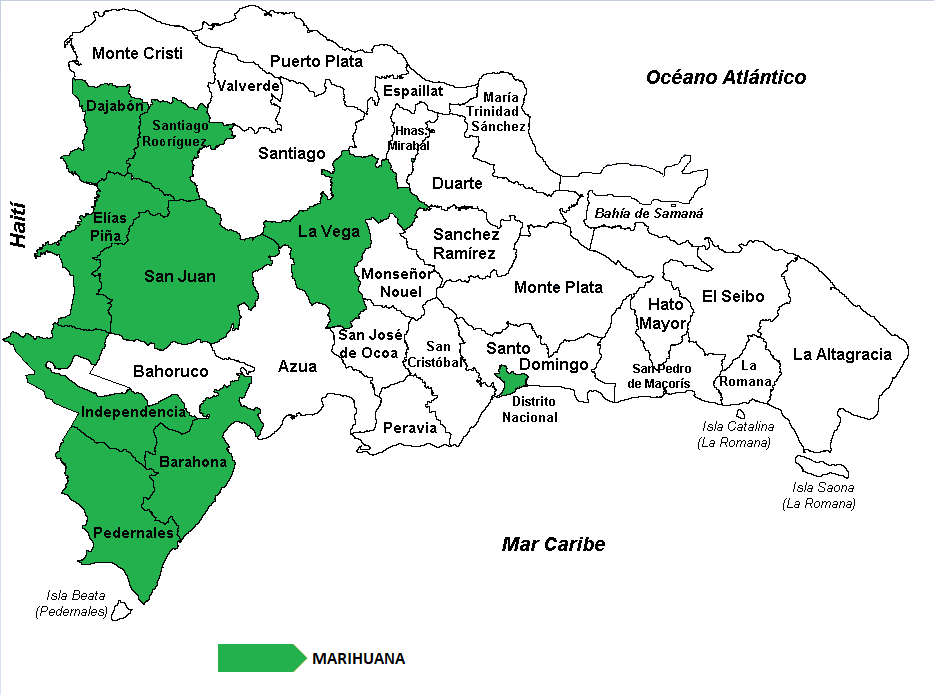 Monte Cristi
Puerto Plata
Océano Atlántico
Valverde
Espaillat
María
Trinidad
Sánchez
Dajabón
Santiago
Rodríguez
Hnas.
Mirabal
Santiago
Duarte
Bahía de Samaná
Haití
Elías
Piña
La Vega
Sanchez
Ramírez
San Juan
Monseñor
Nouel
Monte Plata
El Seibo
Hato
Mayor
La Altagracia
San José
de Ocoa
San
Cristóbal
Santo
Domingo
Azua
Bahoruco
San Pedro
de Macorís
La
Romana
Distrito
Nacional
Independencia
Peravia
Isla Catalina
(La Romana)
Barahona
Isla Saona
(La Romana)
Pedernales
Mar Caribe
Isla Beata
(Pedernales)
MARIHUANA